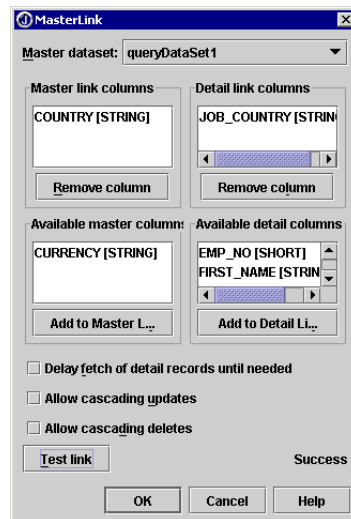 MasterLink
Master dataset: queryDataSet1
Master link columns
COUNTRY [STRING]
Remove column
Detail link columns
JOB_COUNTRY [STRIN
Remove column
Available master column
CURRENCY [STRING]
Add to Master L...
Available detail columns
EMP_NO [SHORT]
FIRST_NAME [STRIN
Add to Detail Li...
Delay fetch of detail records until needed
Allow cascading updates
Allow cascading deletes
Test link
Success
OK
Cancel
Help